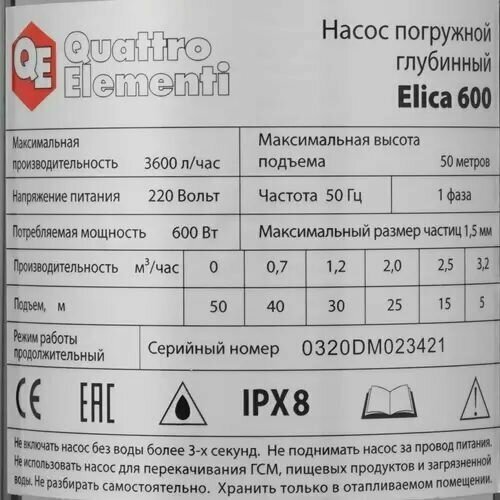 QE Quattro Elementi
Насос погружной
глубинный
Elica 600
Максимальная производительность 3600 л/час Максимальная высота подъема 50 метров
Напряжение питания 220 Вольт Частота 50 Гц 1 фаза
Потребляемая мощность 600 Вт Максимальный размер частиц 1,5 мм
Производительность м³/час 0 0,7 1,2 2,0 2,5 3,2
Подъем, м 50 40 30 25 15 5
Режим работы продолжительный Серийный номер 0320DM023421
CE EAC IPX8
Не включать насос без воды более 3-х секунд. Не поднимать насос за провод питания.
Не использовать насос для перекачивания ГСМ, пищевых продуктов и загрязненной
воды. Не разбирать самостоятельно. Хранить только в отапливаемом помещении.